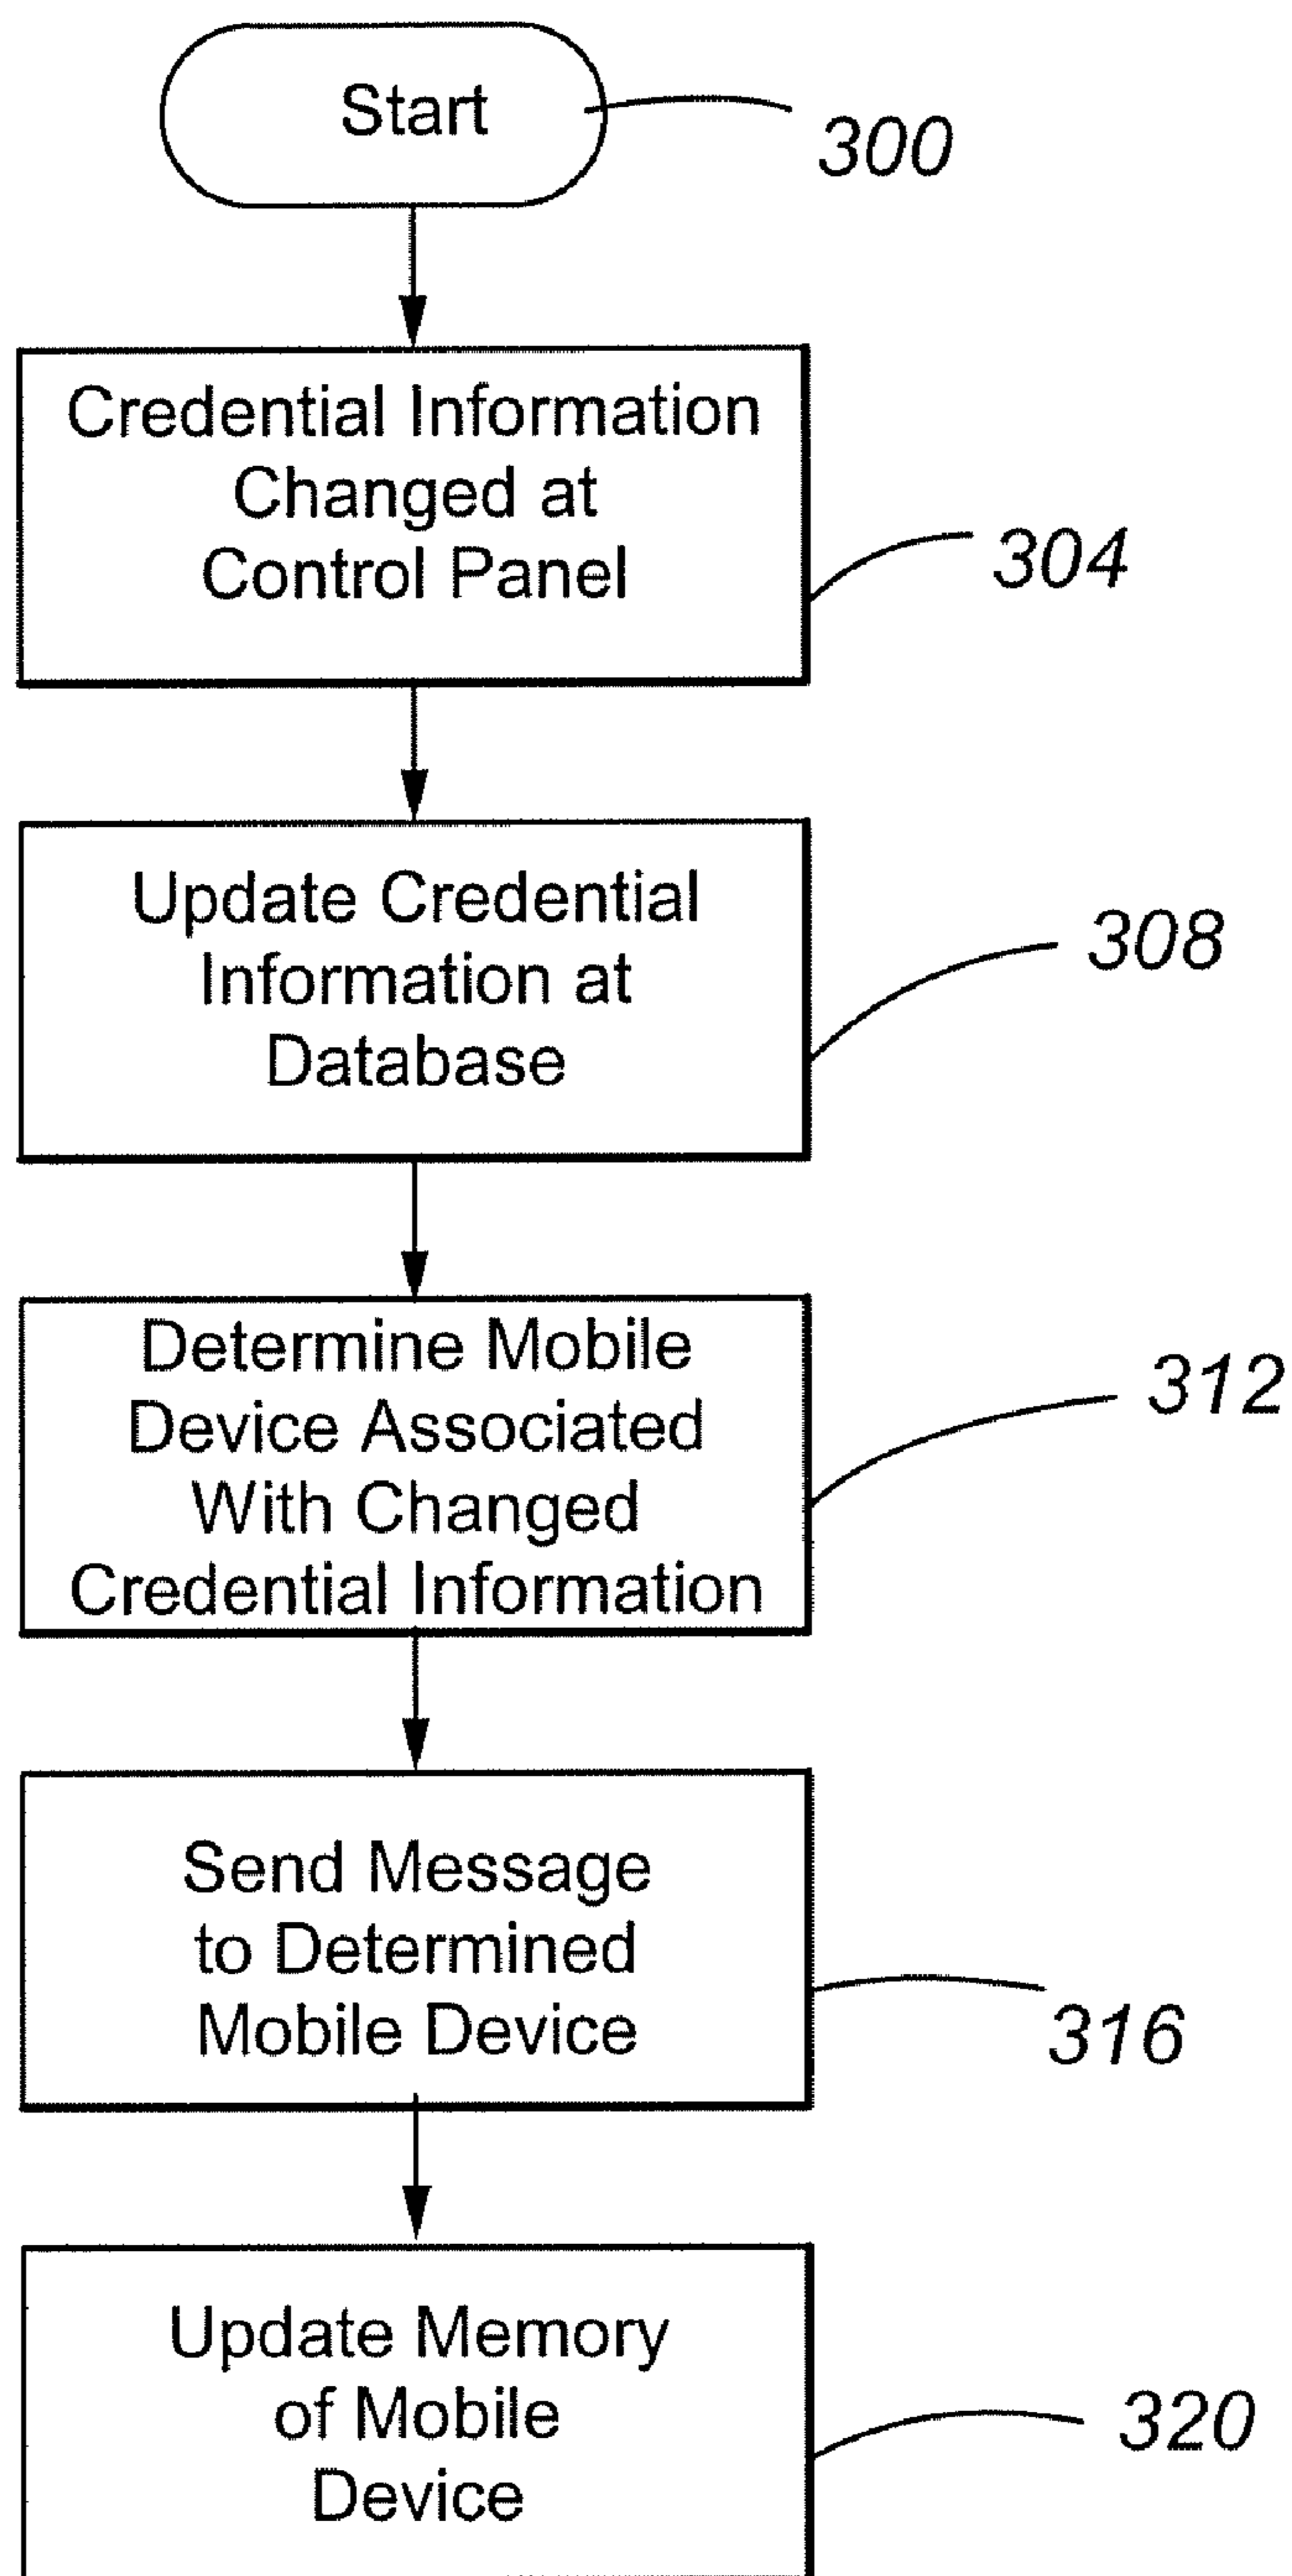 Start
300
Credential Information
Changed at
Control Panel
304
Update Credential
Information at
Database
308
Determine Mobile
Device Associated
With Changed
Credential Information
312
Send Message
to Determined
Mobile Device
316
Update Memory
of Mobile
Device
320